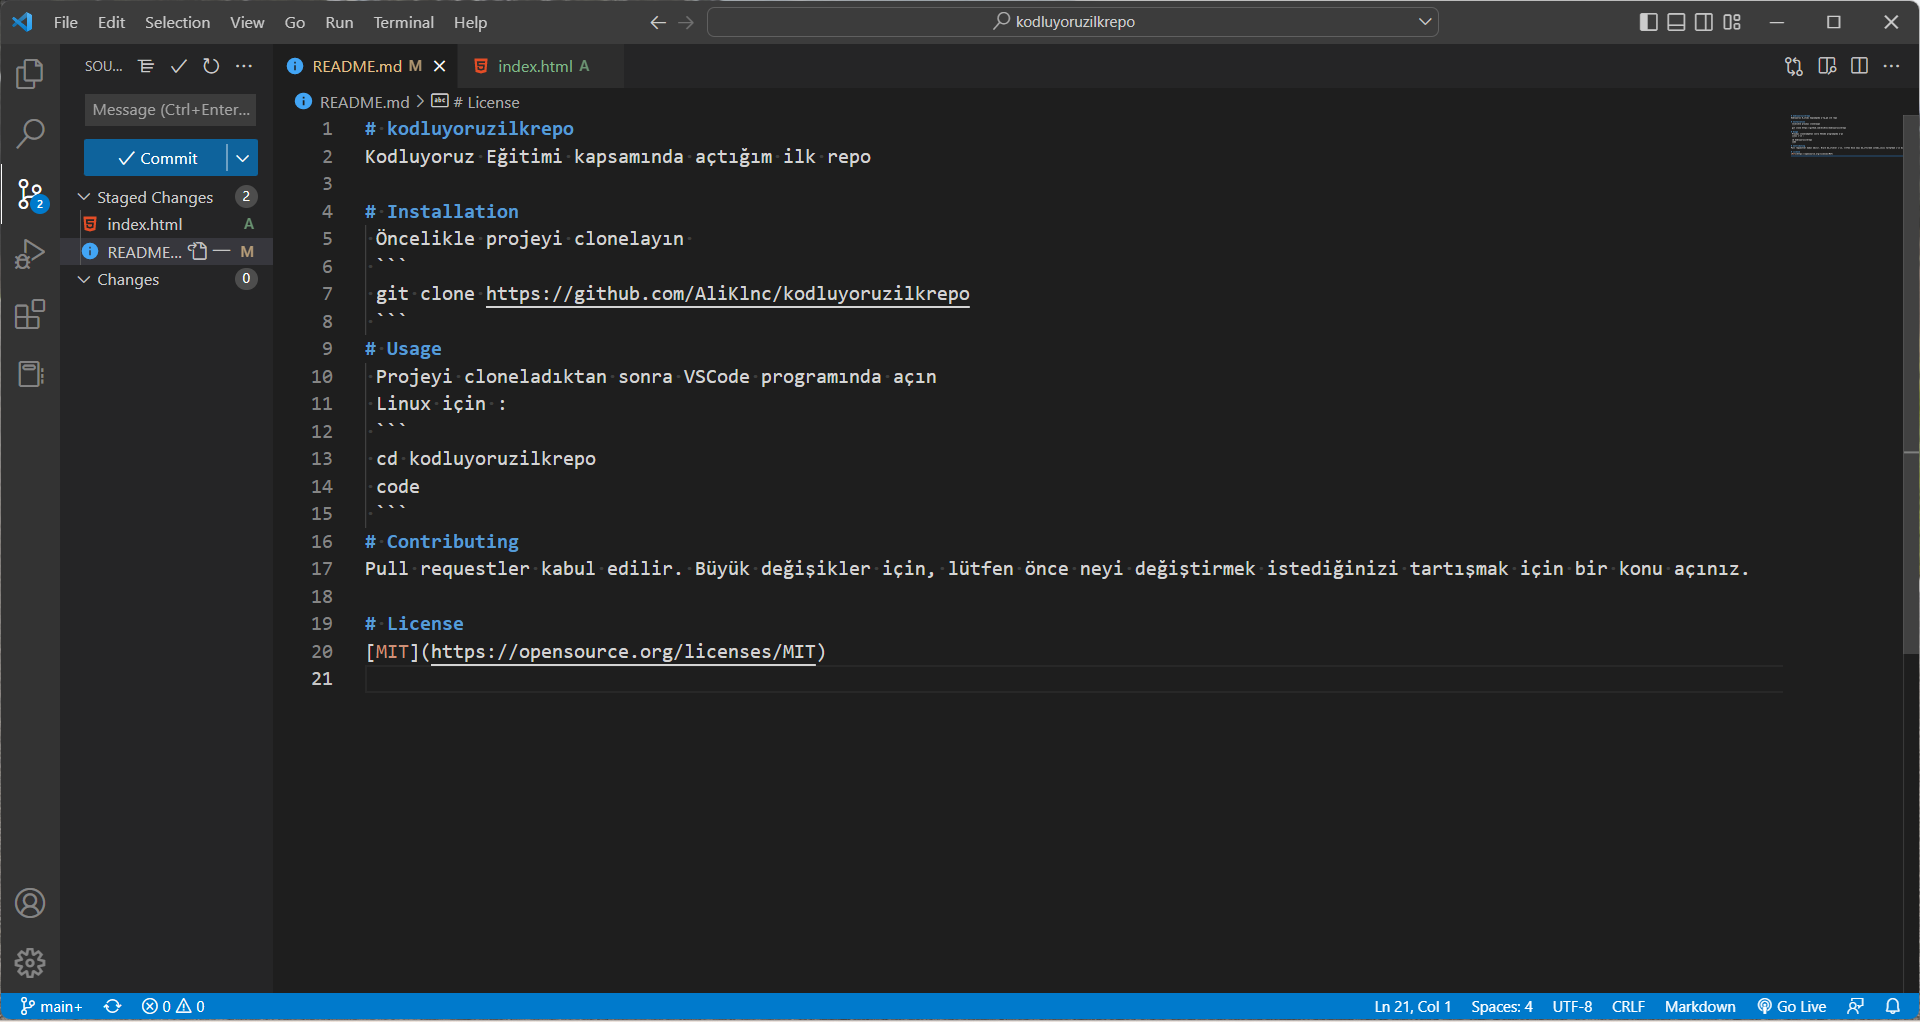 File Edit Selection View Go Run Terminal Help
kodluyoruzilkrepo
SOU...
Message (Ctrl+Enter...
Commit
Staged Changes 2
index.html A
README... M
Changes 0
README.md M
index.html A
README.md > # License
1 # kodluyoruzilkrepo
2 Kodluyoruz Eğitimi kapsamında açtığım ilk repo
3
4 # Installation
5 Öncelikle projeyi clonelayın
6 ```
7 git clone https://github.com/AliKlnc/kodluyoruzilkrepo
8 ```
9 # Usage
10 Projeyi cloneladıktan sonra VSCode programında açın
11 Linux için :
12 ```
13 cd kodluyoruzilkrepo
14 code
15 ```
16 # Contributing
17 Pull requestler kabul edilir. Büyük değişikler için, lütfen önce neyi değiştirmek istediğinizi tartışmak için bir konu açınız.
18
19 # License
20 [MIT](https://opensource.org/licenses/MIT)
21
2
main+ 0 0 Ln 21, Col 1 Spaces: 4 UTF-8 CRLF Markdown Go Live